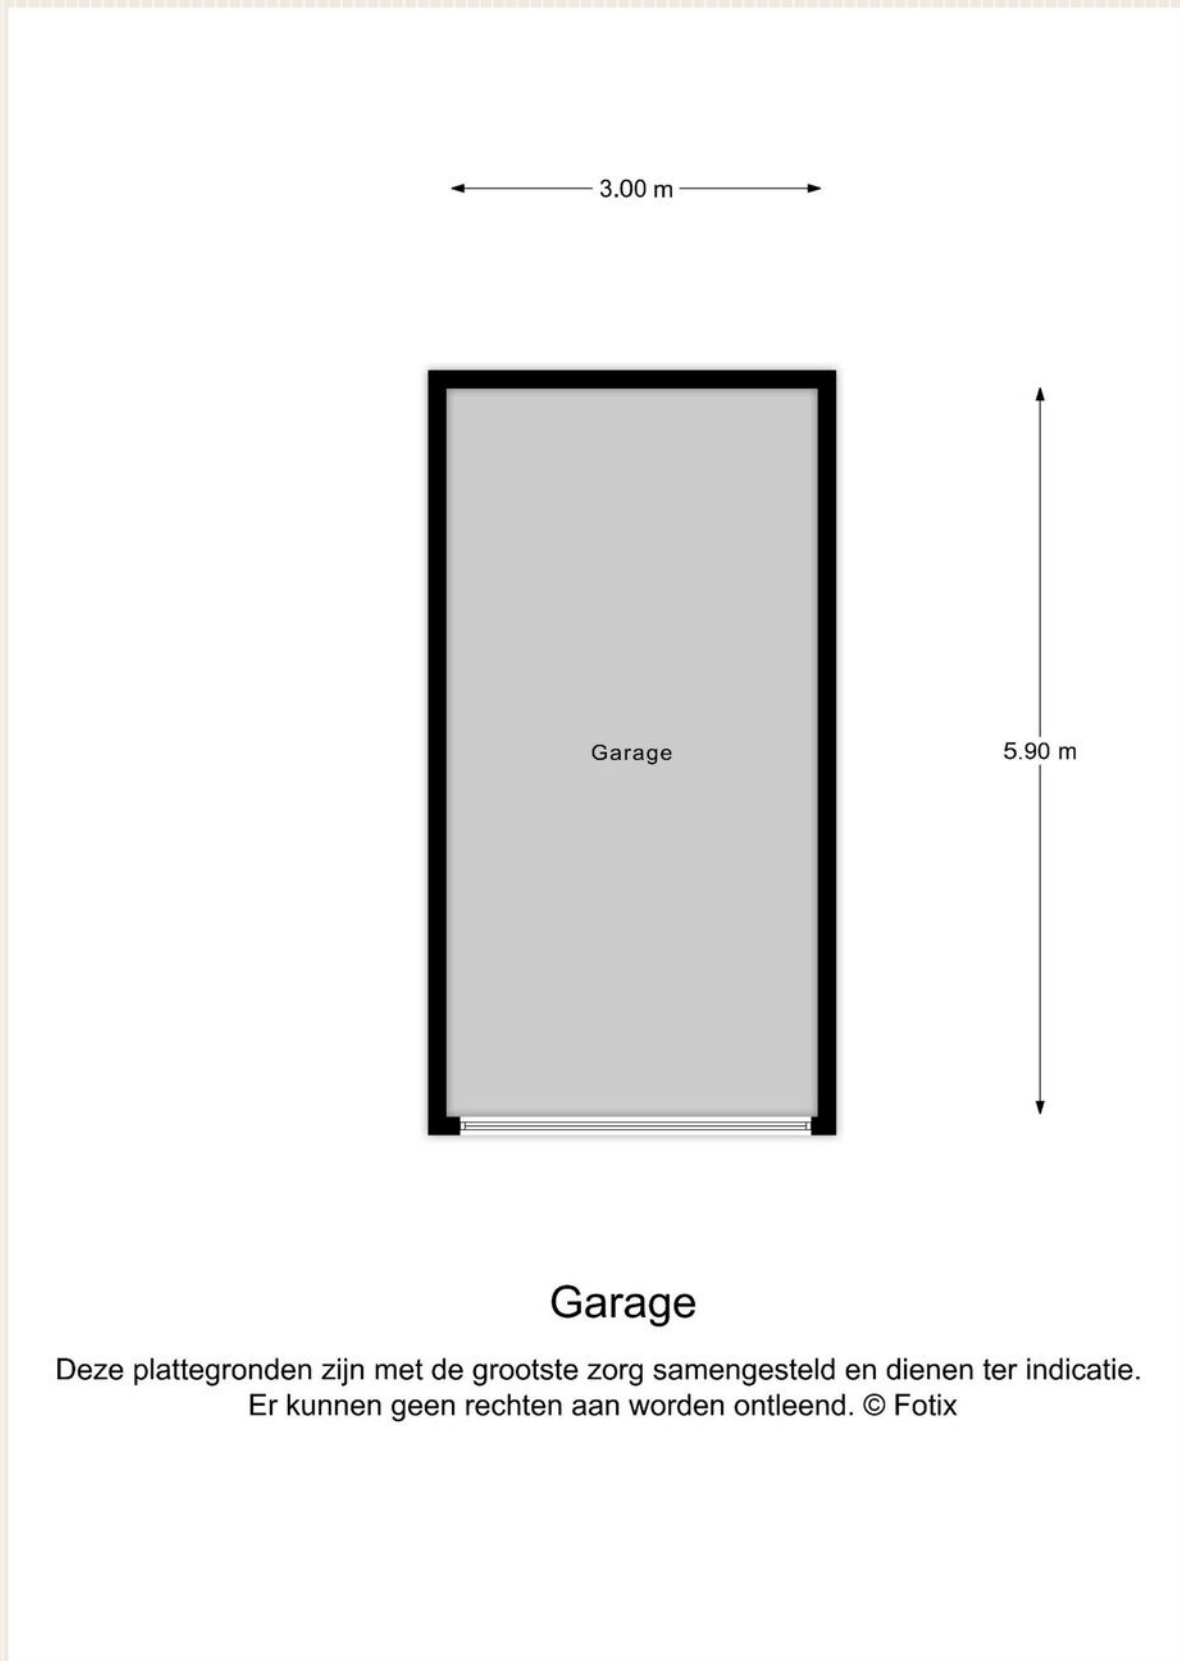 3.00 m
Garage
5.90 m
Garage
Deze plattegronden zijn met de grootste zorg samengesteld en dienen ter indicatie.
Er kunnen geen rechten aan worden ontleend. © Fotix